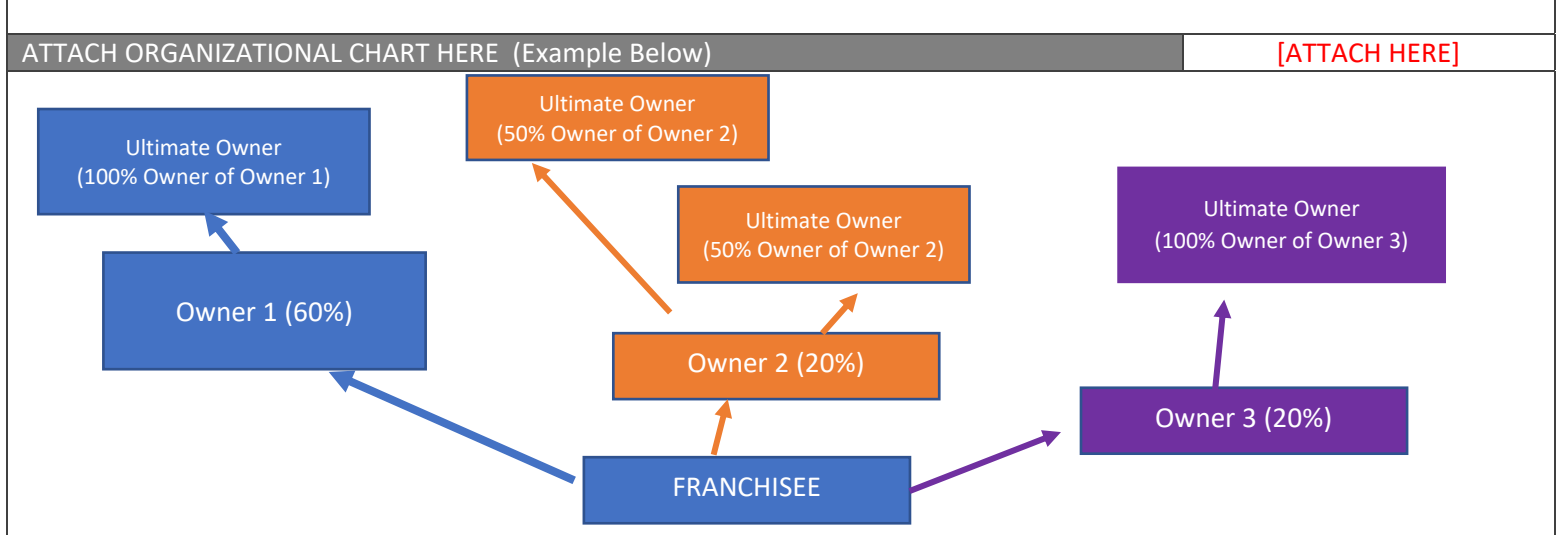 ATTACH ORGANIZATIONAL CHART HERE (Example Below)
[ATTACH HERE]
Ultimate Owner
(100% Owner of Owner 1)
Ultimate Owner
(50% Owner of Owner 2)
Ultimate Owner
(50% Owner of Owner 2)
Ultimate Owner
(100% Owner of Owner 3)
Owner 1 (60%)
Owner 2 (20%)
Owner 3 (20%)
FRANCHISEE